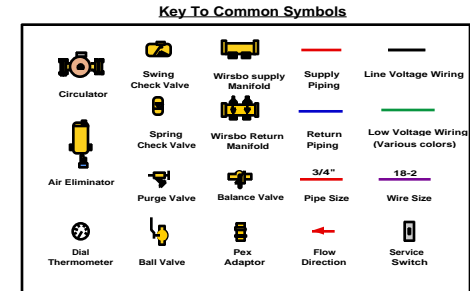 Key To Common Symbols
Circulator
Swing
Check Valve
Wirsbo supply
Manifold
Supply
Piping
Line Voltage Wiring
Air Eliminator
Spring
Check Valve
Wirsbo Return
Manifold
Return
Piping
Low Voltage Wiring
(Various colors)
Purge Valve
Balance Valve
3/4"
Pipe Size
18-2
Wire Size
Dial
Thermometer
Ball Valve
Pex
Adaptor
Flow
Direction
Service
Switch